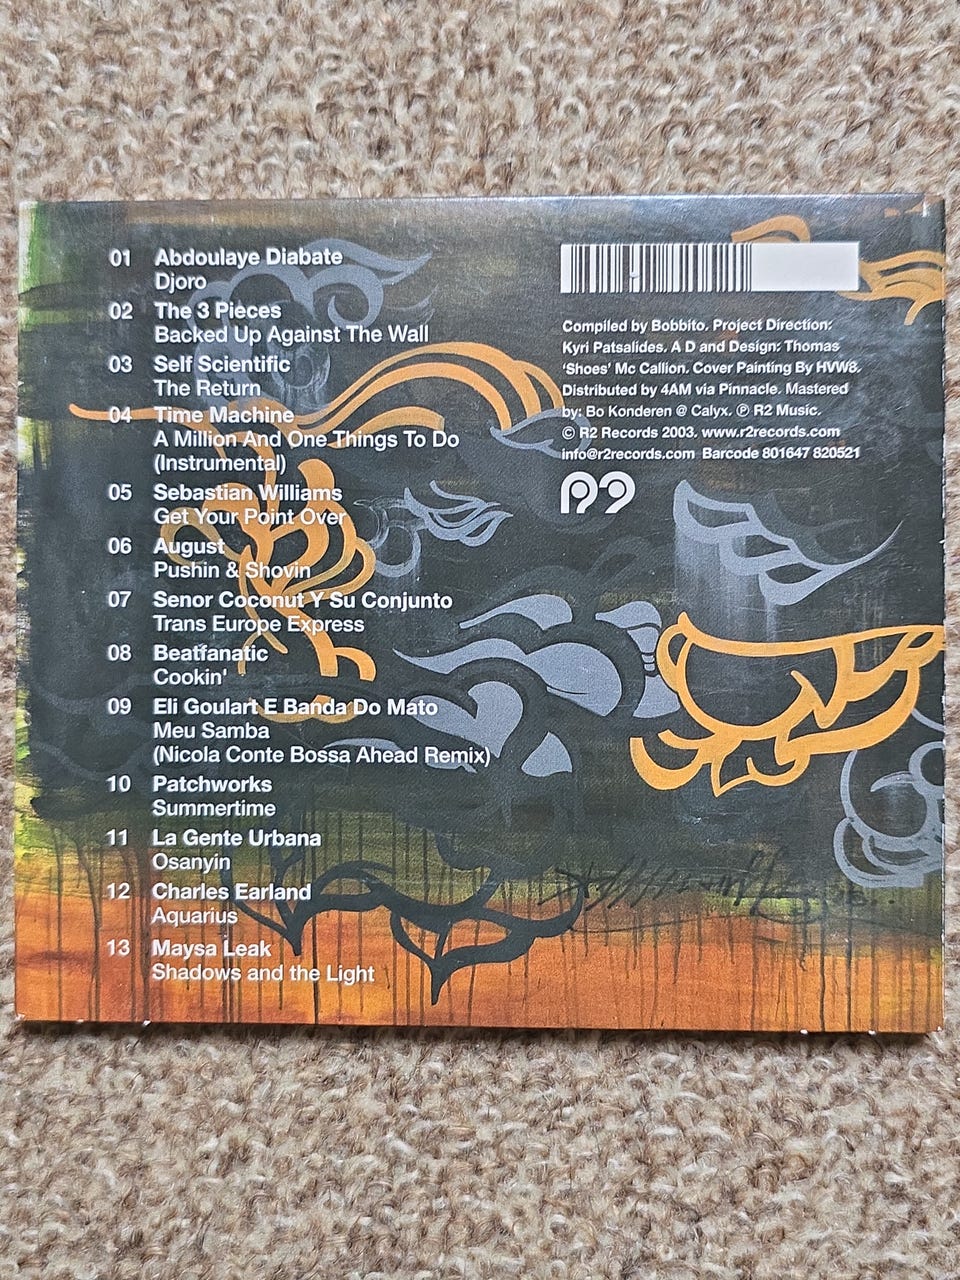 01 Abdoulaye Diabate
Djoro
02 The 3 Pieces
Backed Up Against The Wall
03 Self Scientific
The Return
04 Time Machine
A Million And One Things To Do
(Instrumental)
05 Sebastian Williams
Get Your Point Over
06 August
Pushin & Shovin
07 Senor Coconut Y Su Conjunto
Trans Europe Express
08 Beatfanatic
Cookin'
09 Eli Goulart E Banda Do Mato
Meu Samba
(Nicola Conte Bossa Ahead Remix)
10 Patchworks
Summertime
11 La Gente Urbana
Osanyin
12 Charles Earland
Aquarius
13 Maysa Leak
Shadows and the Light
Compiled by Bobbito. Project Direction:
Kyri Patsalides. A D and Design: Thomas
‘Shoes’ Mc Callion. Cover Painting By HVW8.
Distributed by 4AM via Pinnacle. Mastered
by: Bo Konderen @ Calyx. ℗ R2 Music.
© R2 Records 2003. www.r2records.com
info@r2records.com Barcode 801647 820521
R2